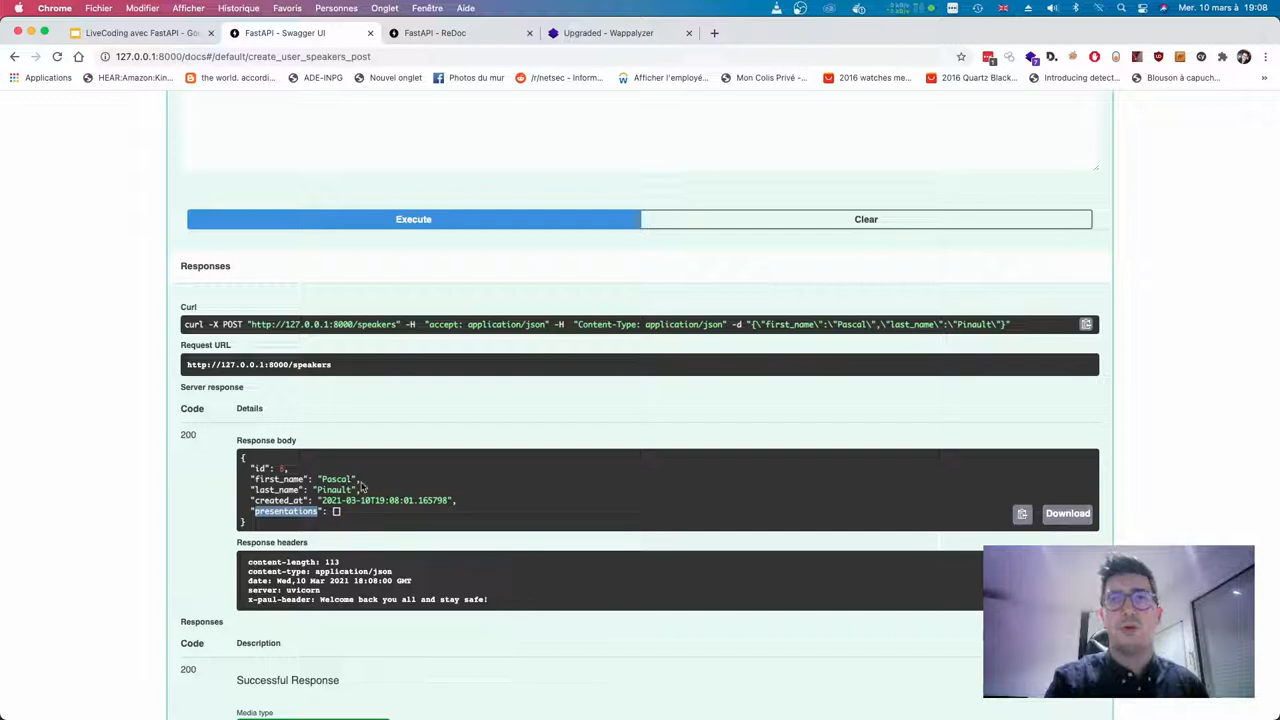 Chrome Fichier Modifier Afficher Historique Favoris Personnes Onglet Fenêtre Aide Mer. 10 mars à 19:08
LiveCoding avec FastAPI - Go FastAPI - Swagger UI FastAPI - ReDoc Upgraded - Wappalyzer
127.0.0.1:8000/docs#/default/create_user_speakers_post
Applications HEAR:Amazon:Kin... the world. accordi... ADE-INPG Nouvel onglet Photos du mur /r/netsec - Inform... Afficher l'employé... Mon Colis Privé -... 2016 watches me... 2016 Quartz Black... Introducing detect... Blouson à capuch... »
Execute Clear
Responses
Curl
curl -X POST "http://127.0.0.1:8000/speakers" -H "accept: application/json" -H "Content-Type: application/json" -d "{\"first_name\":\"Pascal\",\"last_name\":\"Pinault\"}"
Request URL
http://127.0.0.1:8000/speakers
Server response
Code Details
200
Response body
{
"id": 8,
"first_name": "Pascal",
"last_name": "Pinault",
"created_at": "2021-03-10T19:08:01.165798",
"presentations": []
}
Download
Response headers
content-length: 113
content-type: application/json
date: Wed,10 Mar 2021 18:08:00 GMT
server: uvicorn
x-paul-header: Welcome back you all and stay safe!
Responses
Code Description
200
Successful Response
Media type